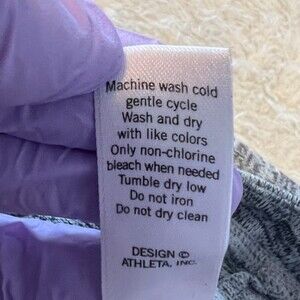 Machine wash cold
gentle cycle
Wash and dry
with like colors
Only non-chlorine
bleach when needed
Tumble dry low
Do not iron
Do not dry clean
DESIGN ©
ATHLETA, INC.